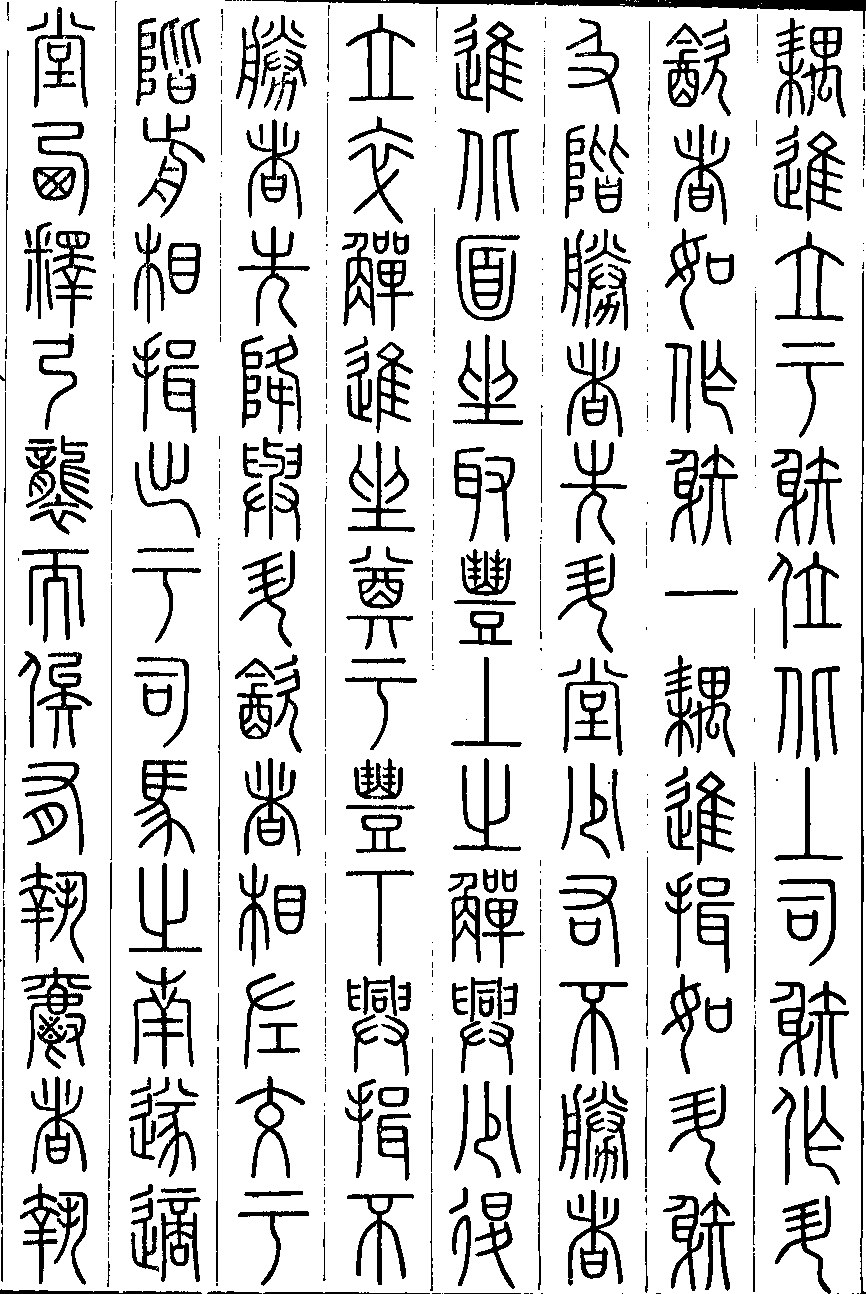 耦進立于射位北上司射作升
飲者如作射一耦進揖如升射
及階勝者先升堂少右不勝者
進北面坐取豐上之觶興少退
立卒觶進坐奠于豐下興揖不
勝者先降與升飲者相左交于
階前相揖出于司馬之南遂適
堂西釋弓襲而俟有執爵者執